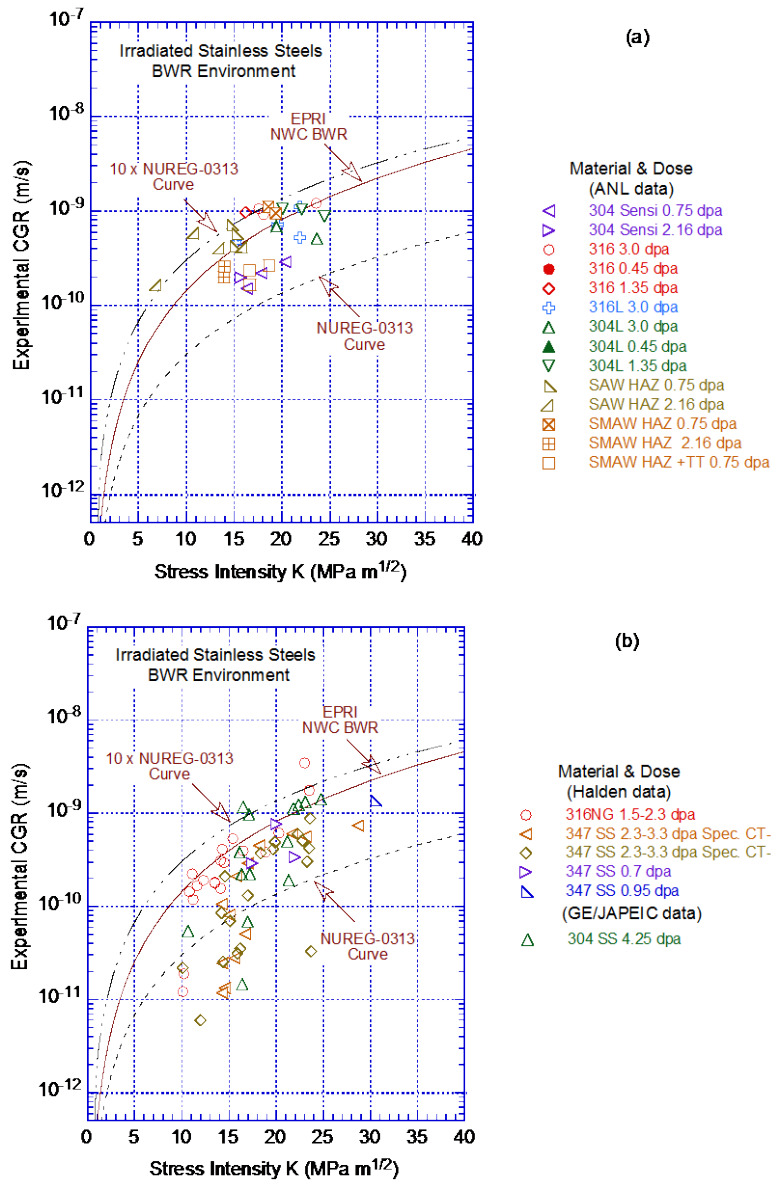 (a)
Irradiated Stainless Steels
BWR Environment
EPRI
NWC BWR
10 x NUREG-0313
Curve
NUREG-0313
Curve
Experimental CGR (m/s)
10⁻⁷
10⁻⁸
10⁻⁹
10⁻¹⁰
10⁻¹¹
10⁻¹²
0 5 10 15 20 25 30 35 40
Stress Intensity K (MPa m¹/²)
Material & Dose
(ANL data)
304 Sensi 0.75 dpa
304 Sensi 2.16 dpa
316 3.0 dpa
316 0.45 dpa
316 1.35 dpa
316L 3.0 dpa
304L 3.0 dpa
304L 0.45 dpa
304L 1.35 dpa
SAW HAZ 0.75 dpa
SAW HAZ 2.16 dpa
SMAW HAZ 0.75 dpa
SMAW HAZ 2.16 dpa
SMAW HAZ +TT 0.75 dpa
(b)
Irradiated Stainless Steels
BWR Environment
EPRI
NWC BWR
10 x NUREG-0313
Curve
NUREG-0313
Curve
Experimental CGR (m/s)
10⁻⁷
10⁻⁸
10⁻⁹
10⁻¹⁰
10⁻¹¹
10⁻¹²
0 5 10 15 20 25 30 35 40
Stress Intensity K (MPa m¹/²)
Material & Dose
(Halden data)
316NG 1.5-2.3 dpa
347 SS 2.3-3.3 dpa Spec. CT-
347 SS 2.3-3.3 dpa Spec. CT-
347 SS 0.7 dpa
347 SS 0.95 dpa
(GE/JAPEIC data)
304 SS 4.25 dpa